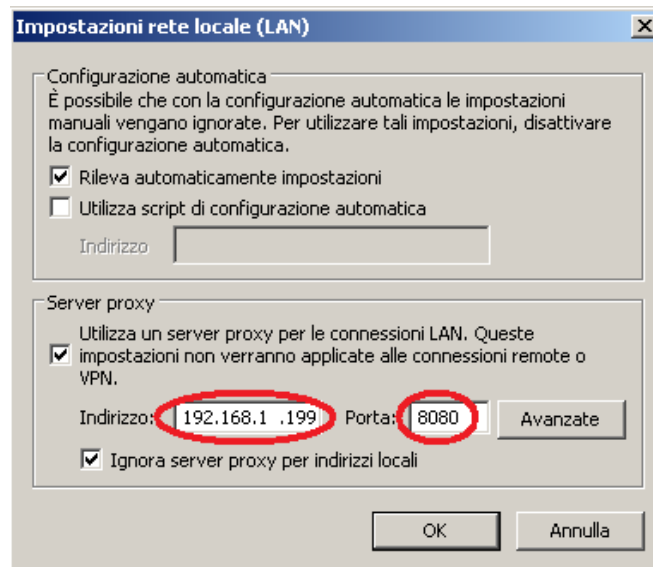 Impostazioni rete locale (LAN)
Configurazione automatica
È possibile che con la configurazione automatica le impostazioni
manuali vengano ignorate. Per utilizzare tali impostazioni, disattivare
la configurazione automatica.
Rileva automaticamente impostazioni
Utilizza script di configurazione automatica
Indirizzo
Server proxy
Utilizza un server proxy per le connessioni LAN. Queste
impostazioni non verranno applicate alle connessioni remote o
VPN.
Indirizzo: 192.168.1 .199 Porta: 8080 Avanzate
Ignora server proxy per indirizzi locali
OK Annulla